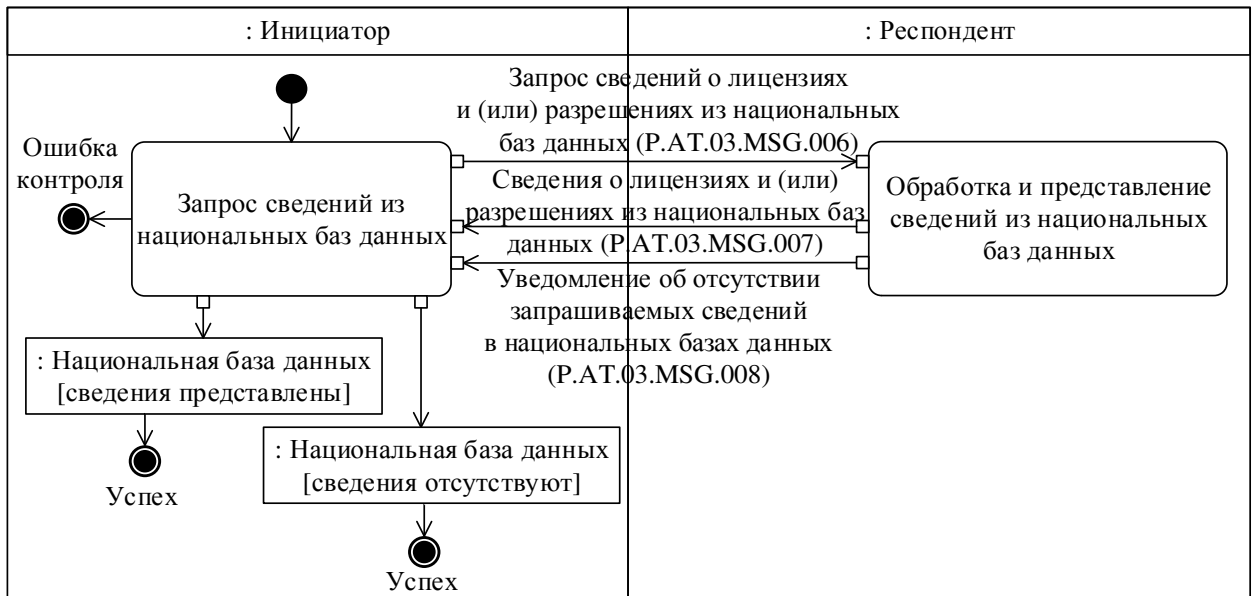 : Инициатор
: Респондент
Запрос сведений о лицензиях
и (или) разрешениях из национальных
баз данных (P.AT.03.MSG.006)
Ошибка
контроля
Запрос сведений из
национальных баз данных
Сведения о лицензиях и (или)
разрешениях из национальных баз
данных (P.AT.03.MSG.007)
Обработка и представление
сведений из национальных
баз данных
Уведомление об отсутствии
запрашиваемых сведений
в национальных базах данных
(P.AT.03.MSG.008)
: Национальная база данных
[сведения представлены]
Успех
: Национальная база данных
[сведения отсутствуют]
Успех